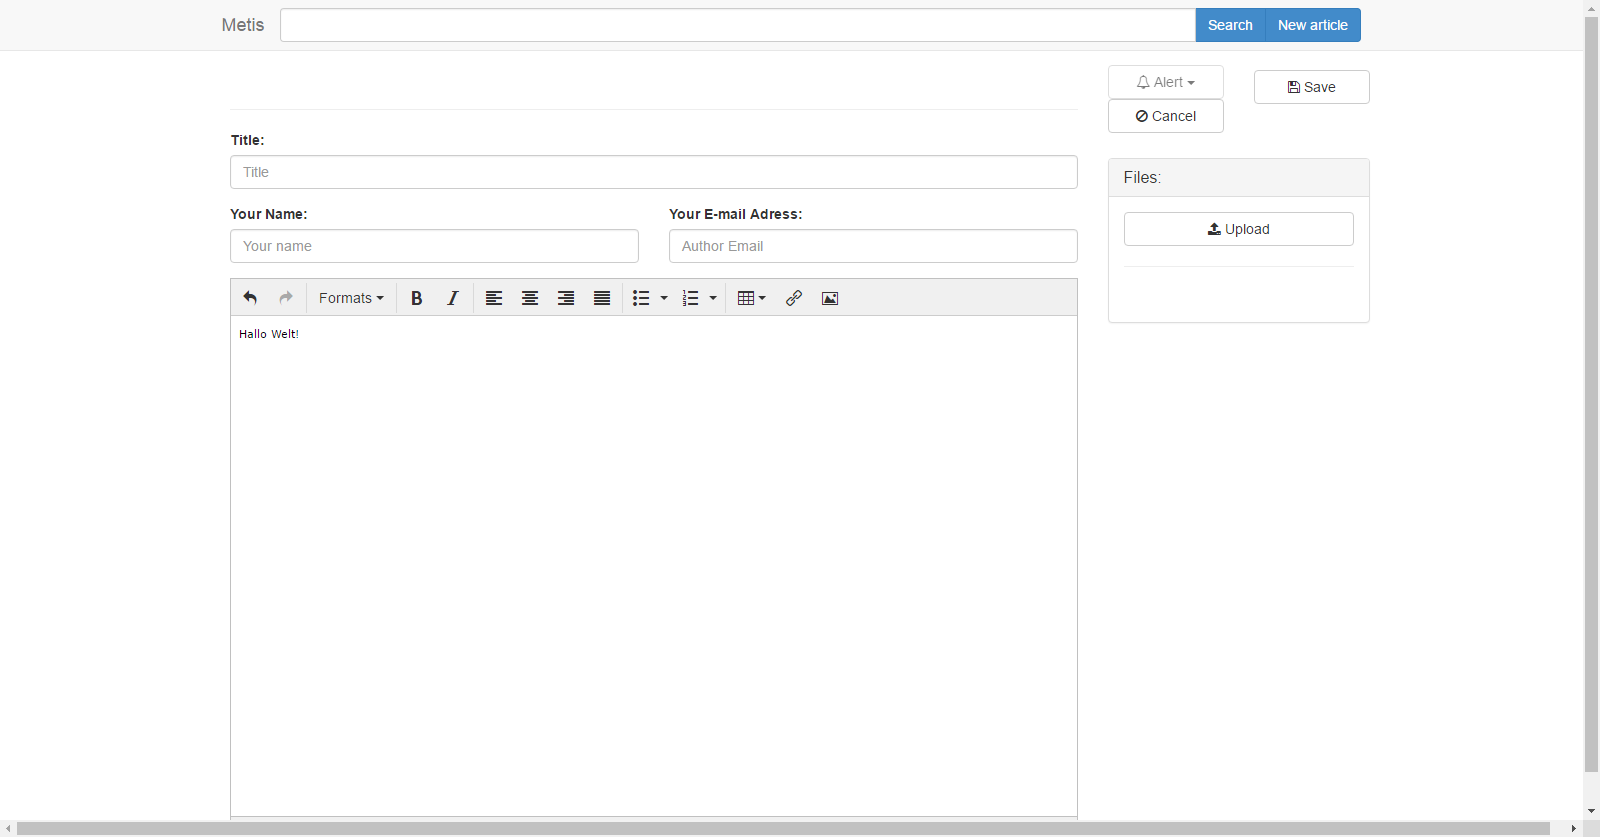 Metis Search New article
Alert Save
Cancel
Title:
Title
Your Name: Your E-mail Adress:
Your name Author Email
Files:
Upload
Formats B I
Hallo Welt!